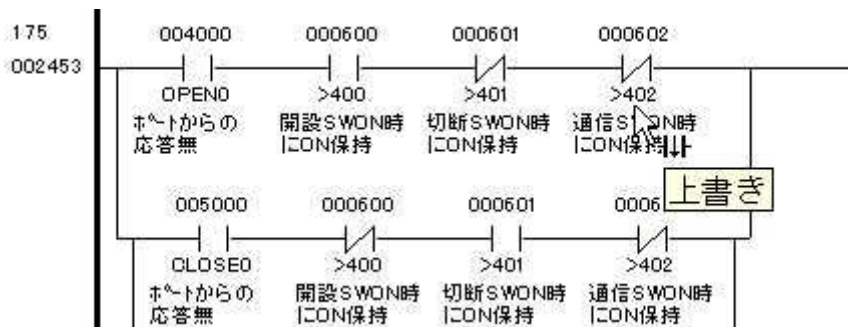 175
004000 000600 000601 000602
002453
OPEN0 >400 >401 >402
ポートからの 開設SWON時 切断SWON時 通信SWON時
応答無 にON保持 にON保持 にON保持
上書き
005000 000600 000601 0006
CLOSE0 >400 >401 >402
ポートからの 開設SWON時 切断SWON時 通信SWON時
応答無 にON保持 にON保持 にON保持